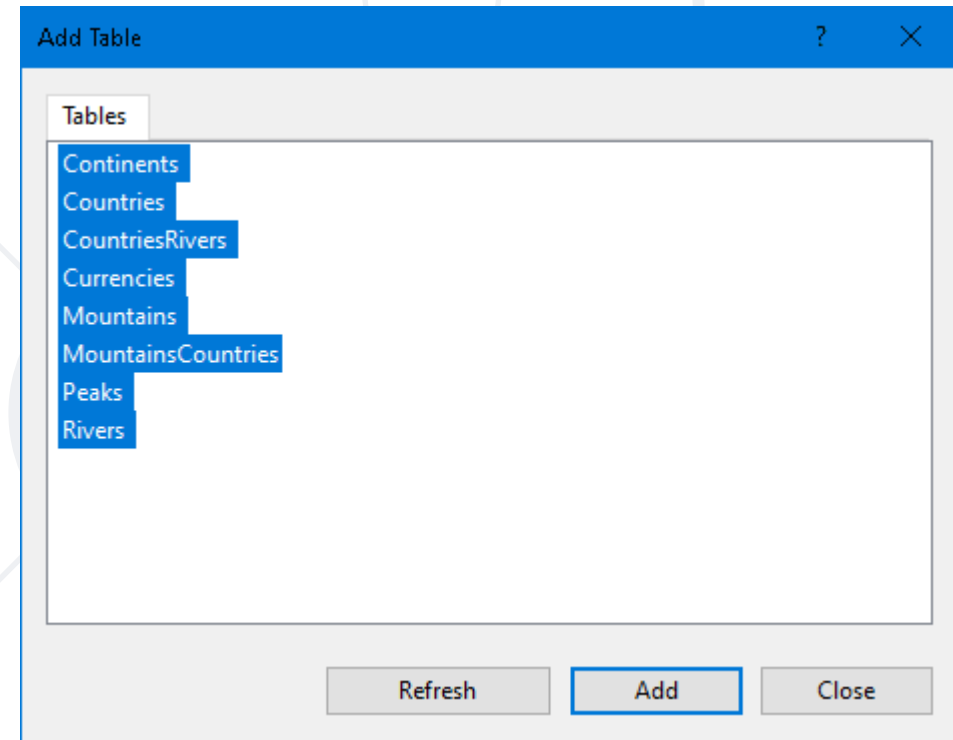 Add Table ?
Tables
Continents
Countries
CountriesRivers
Currencies
Mountains
MountainsCountries
Peaks
Rivers
Refresh Add Close